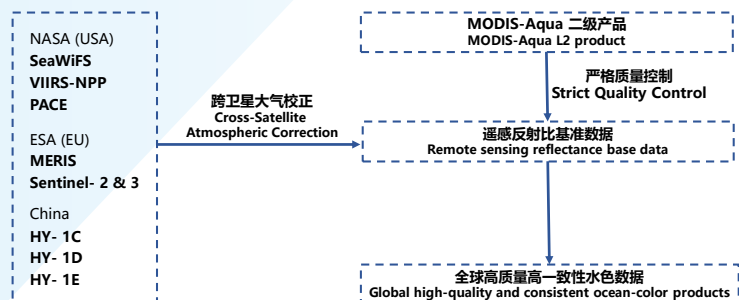 NASA (USA)
SeaWiFS
VIIRS-NPP
PACE
ESA (EU)
MERIS
Sentinel- 2 & 3
China
HY- 1C
HY- 1D
HY- 1E
跨卫星大气校正
Cross-Satellite
Atmospheric Correction
MODIS-Aqua 二级产品
MODIS-Aqua L2 product
严格质量控制
Strict Quality Control
遥感反射比基准数据
Remote sensing reflectance base data
全球高质量高一致性水色数据
Global high-quality and consistent ocean-color products